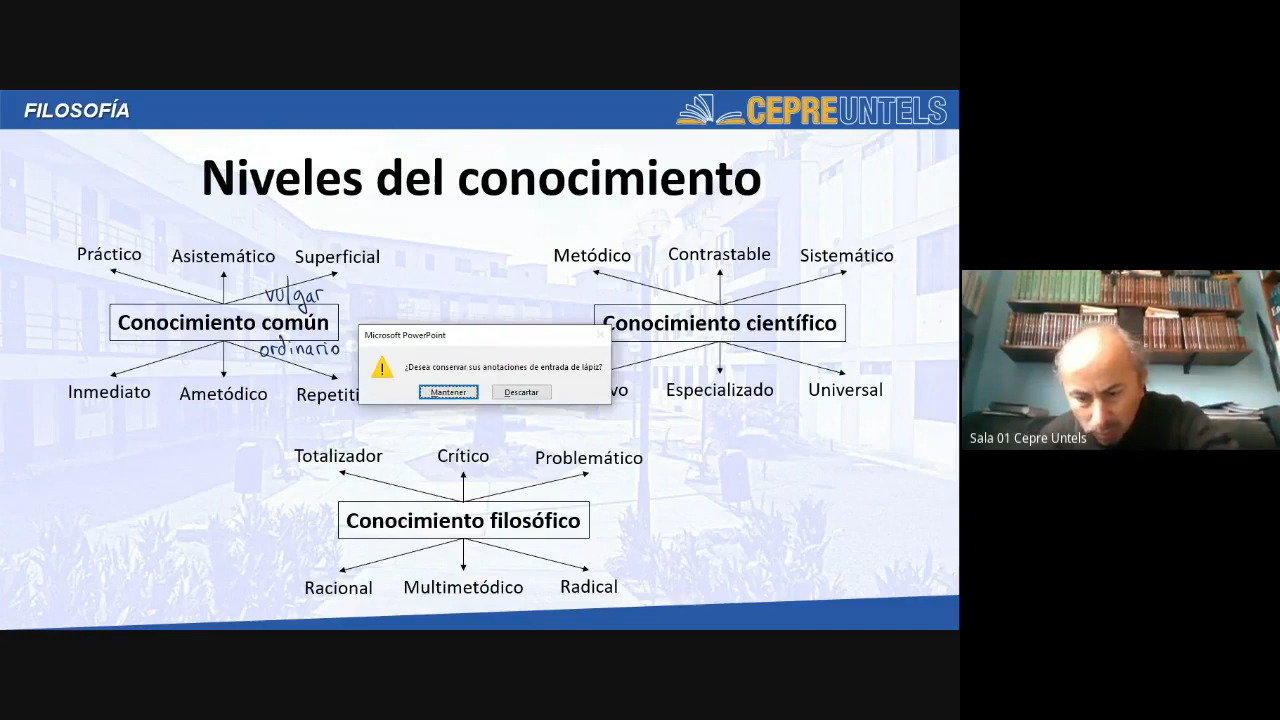 FILOSOFÍA
CEPREUNTELS
Niveles del conocimiento
Práctico Asistemático Superficial
vulgar
Conocimiento común
ordinario
Inmediato Ametódico
Metódico Contrastable Sistemático
Conocimiento científico
Especializado Universal
Microsoft PowerPoint
¿Desea conservar sus anotaciones de entrada de lápiz?
Mantener Descartar
Totalizador Crítico Problemático
Conocimiento filosófico
Racional Multimetódico Radical
Sala 01 Cepre Untels